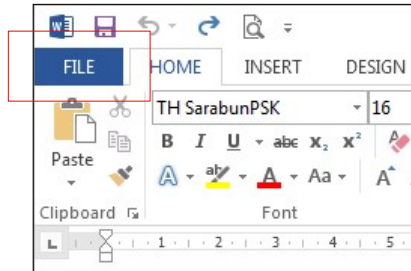 FILE HOME INSERT DESIGN
TH SarabunPSK 16
Paste B I U abc X₂ X² 
A ab A Aa A
Clipboard Font
L 1 2 3 4 5